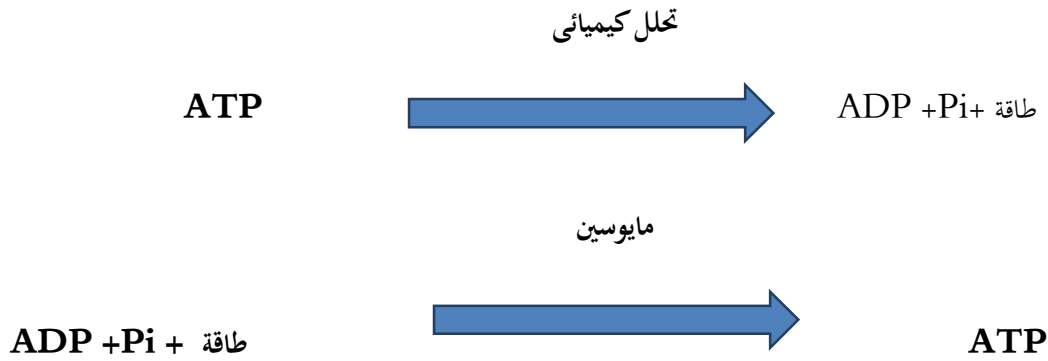 تحلل كيميائى
ATP
ADP +Pi+ طاقة
مايوسين
ADP +Pi + طاقة
ATP